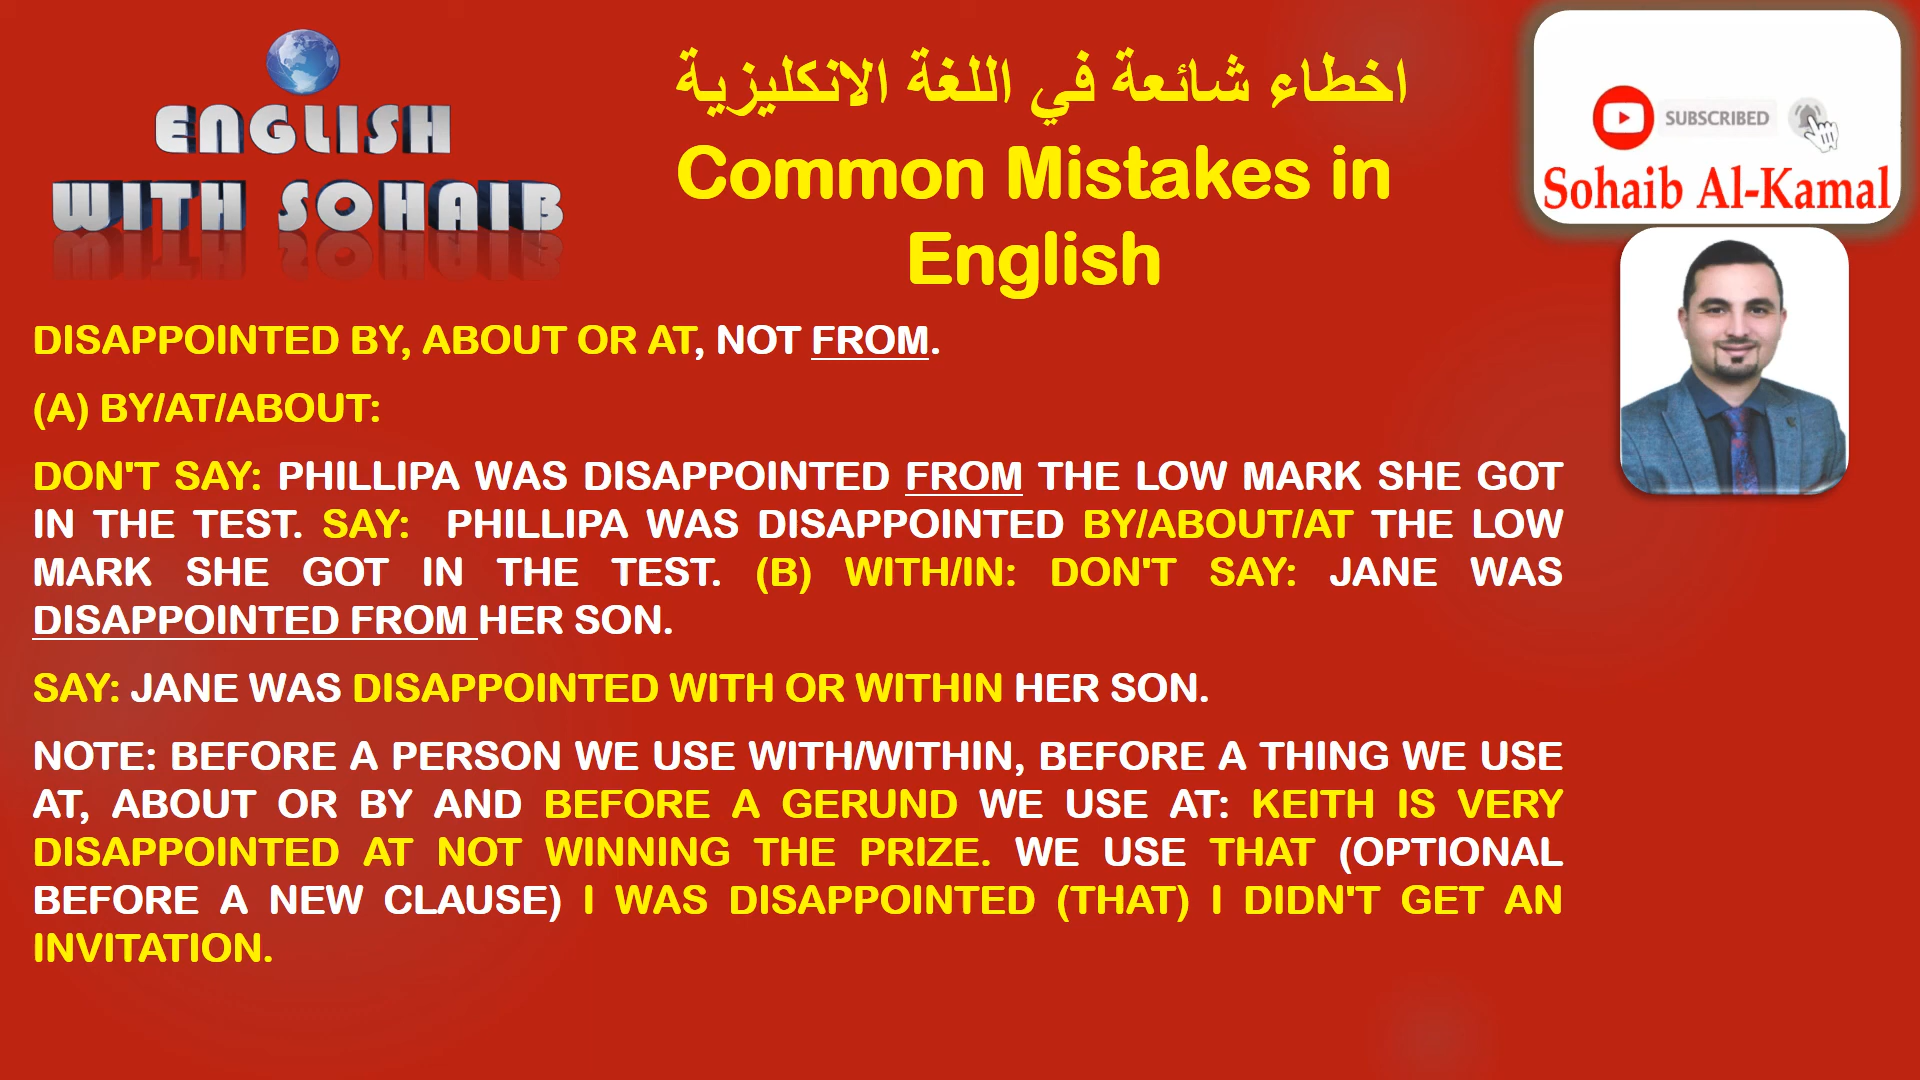 ENGLISH
WITH SOHAIB
اخطاء شائعة في اللغة الانكليزية
Common Mistakes in
English
SUBSCRIBED
Sohaib Al-Kamal
DISAPPOINTED BY, ABOUT OR AT, NOT FROM.
(A) BY/AT/ABOUT:
DON'T SAY: PHILLIPA WAS DISAPPOINTED FROM THE LOW MARK SHE GOT
IN THE TEST. SAY: PHILLIPA WAS DISAPPOINTED BY/ABOUT/AT THE LOW
MARK SHE GOT IN THE TEST. (B) WITH/IN: DON'T SAY: JANE WAS
DISAPPOINTED FROM HER SON.
SAY: JANE WAS DISAPPOINTED WITH OR WITHIN HER SON.
NOTE: BEFORE A PERSON WE USE WITH/WITHIN, BEFORE A THING WE USE
AT, ABOUT OR BY AND BEFORE A GERUND WE USE AT: KEITH IS VERY
DISAPPOINTED AT NOT WINNING THE PRIZE. WE USE THAT (OPTIONAL
BEFORE A NEW CLAUSE) I WAS DISAPPOINTED (THAT) I DIDN'T GET AN
INVITATION.